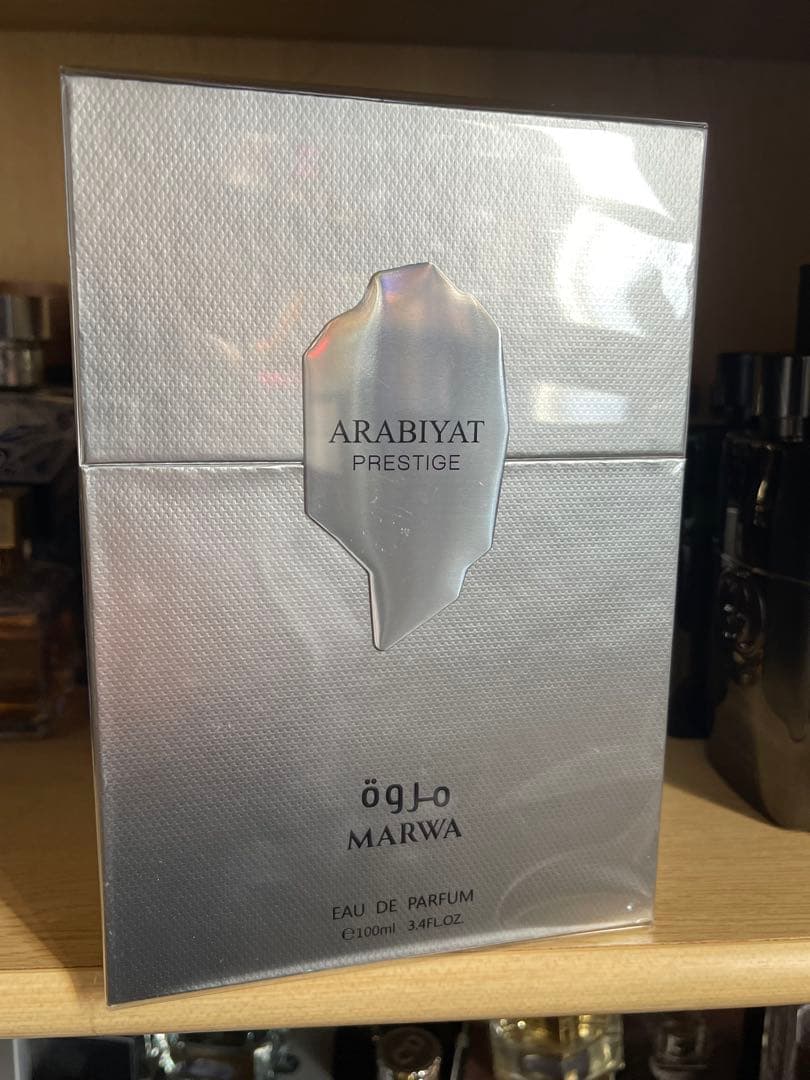 ARABIYAT
PRESTIGE
مروة
MARWA
EAU DE PARFUM
℮100ml 3.4FL.OZ.